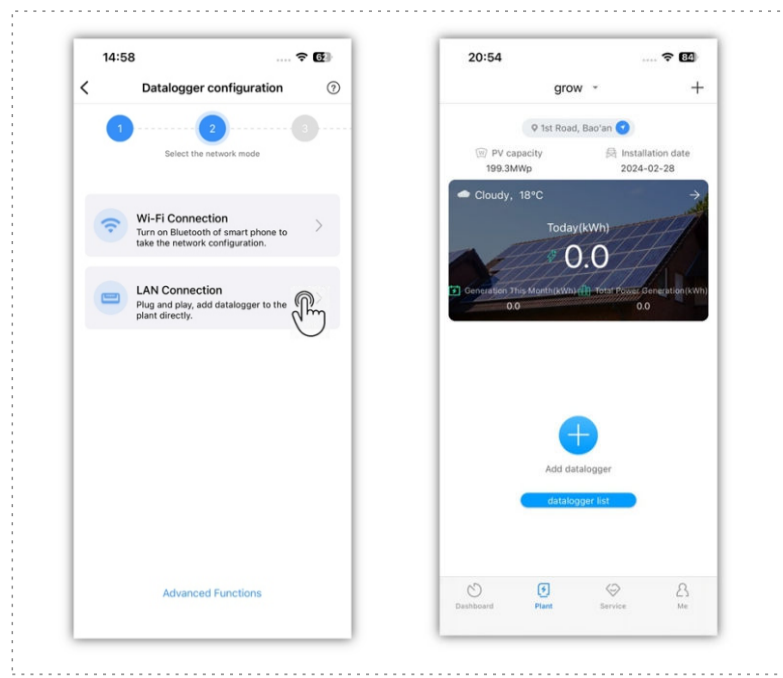 14:58
62
Datalogger configuration
?
1
2
3
Select the network mode
Wi-Fi Connection
Turn on Bluetooth of smart phone to
take the network configuration.
LAN Connection
Plug and play, add datalogger to the
plant directly.
Advanced Functions
20:54
84
grow
1st Road, Bao'an
PV capacity
199.3MWp
Installation date
2024-02-28
Cloudy, 18°C
Today(kWh)
0.0
Generation This Month(kWh)
0.0
Total Power Generation(kWh)
0.0
Add datalogger
datalogger list
Dashboard
Plant
Service
Me